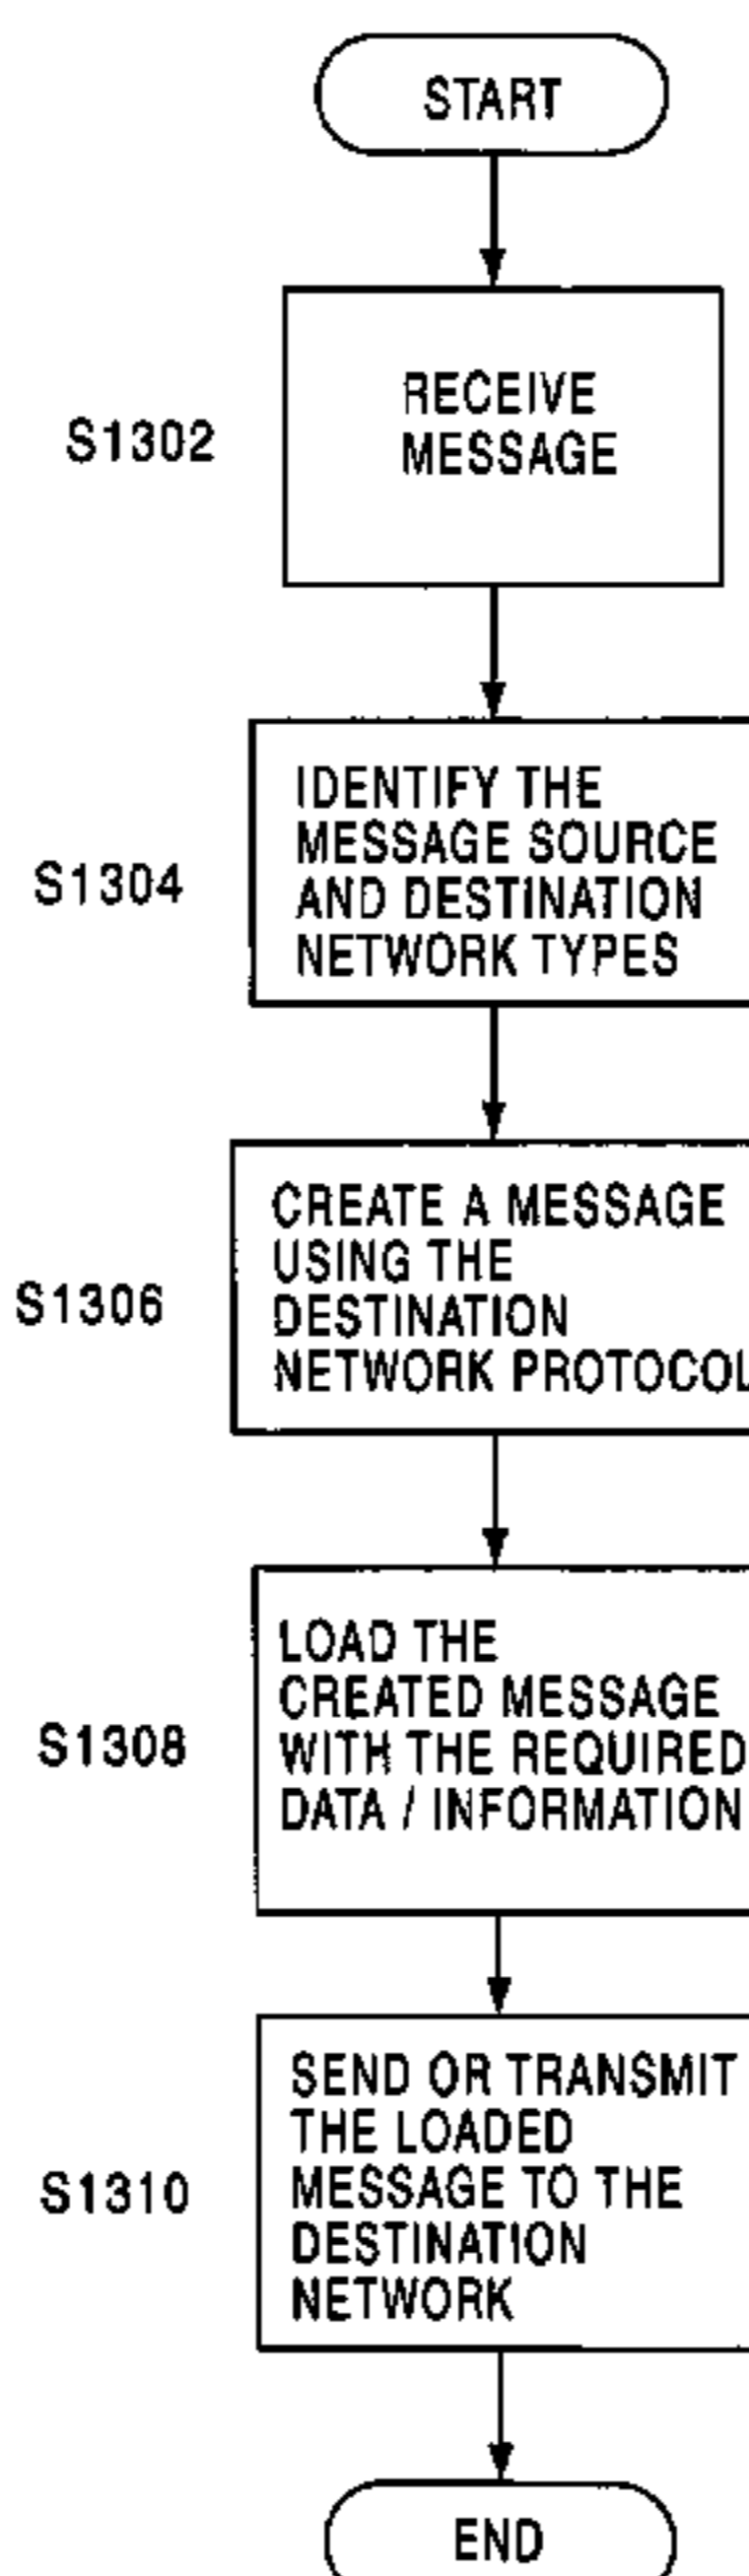 START
S1302
RECEIVE
MESSAGE
S1304
IDENTIFY THE
MESSAGE SOURCE
AND DESTINATION
NETWORK TYPES
S1306
CREATE A MESSAGE
USING THE
DESTINATION
NETWORK PROTOCOL
S1308
LOAD THE
CREATED MESSAGE
WITH THE REQUIRED
DATA / INFORMATION
S1310
SEND OR TRANSMIT
THE LOADED
MESSAGE TO THE
DESTINATION
NETWORK
END